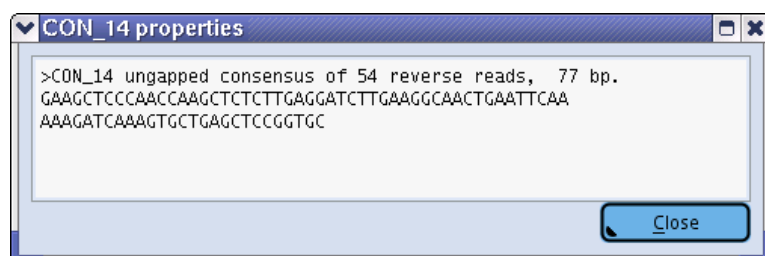 CON_14 properties
>CON_14 ungapped consensus of 54 reverse reads, 77 bp.
GAAGCTCCCAACCAAGCTCTCTTGAGGATCTTGAAGGCAACTGAATTCAA
AAAGATCAAAGTGCTGAGCTCCGGTGC
Close